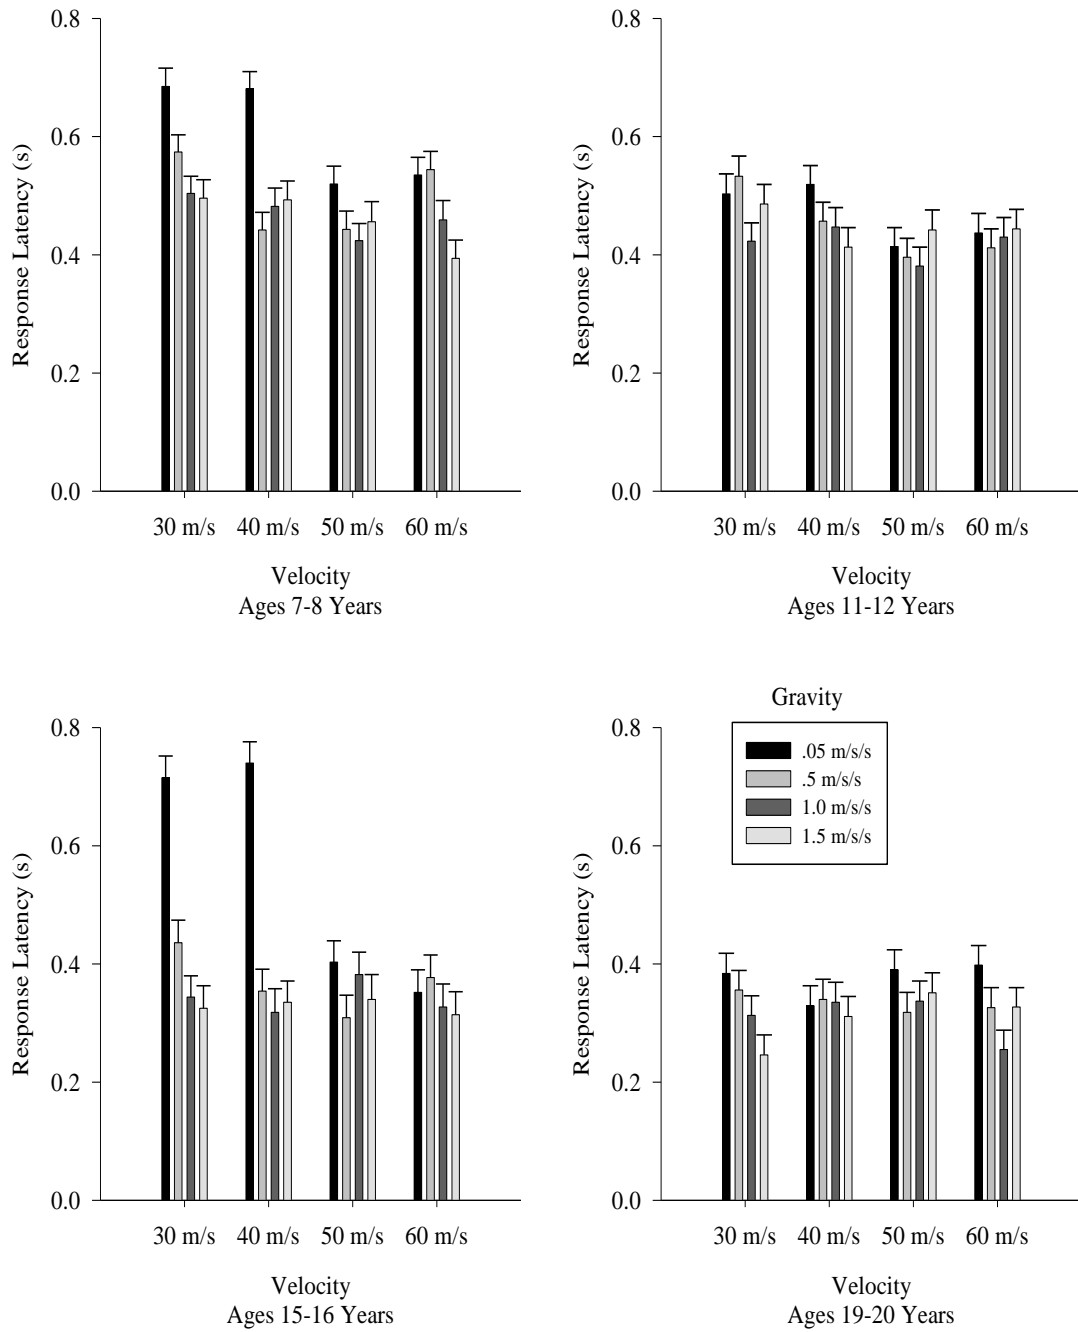 0.8
0.6
0.4
0.2
0.0
Response Latency (s)
30 m/s 40 m/s 50 m/s 60 m/s
Velocity
Ages 7-8 Years
0.8
0.6
0.4
0.2
0.0
Response Latency (s)
30 m/s 40 m/s 50 m/s 60 m/s
Velocity
Ages 11-12 Years
0.8
0.6
0.4
0.2
0.0
Response Latency (s)
30 m/s 40 m/s 50 m/s 60 m/s
Velocity
Ages 15-16 Years
Gravity
.05 m/s/s
.5 m/s/s
1.0 m/s/s
1.5 m/s/s
0.8
0.6
0.4
0.2
0.0
Response Latency (s)
30 m/s 40 m/s 50 m/s 60 m/s
Velocity
Ages 19-20 Years